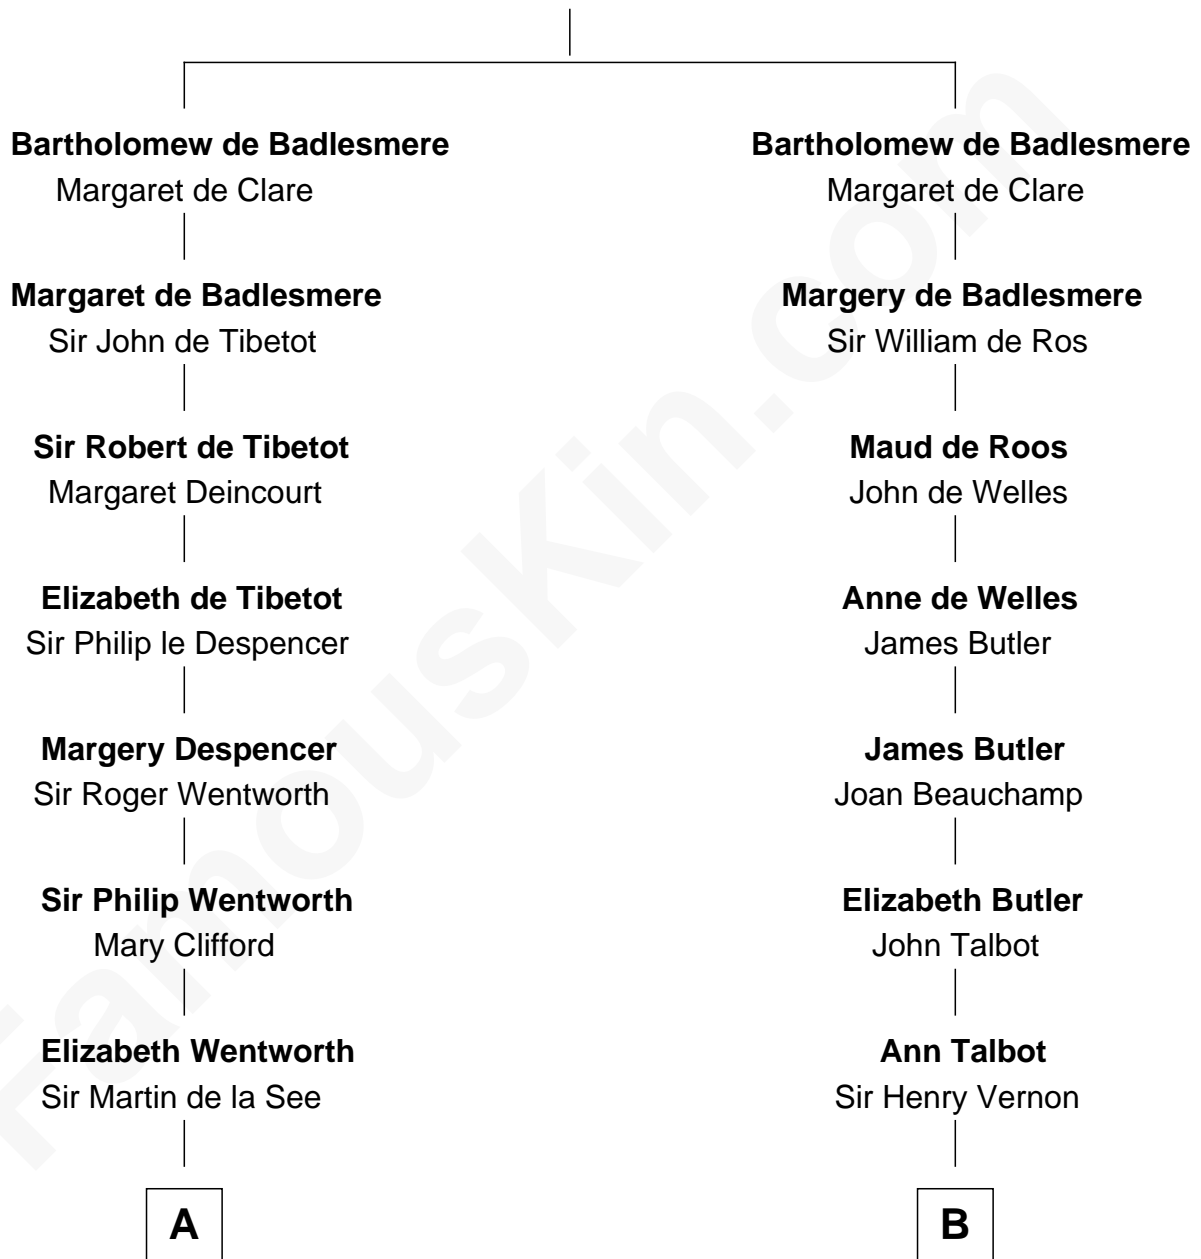 Bartholomew de Badlesmere
Margaret de Clare
Margaret de Badlesmere
Sir John de Tibetot
Sir Robert de Tibetot
Margaret Deincourt
Elizabeth de Tibetot
Sir Philip le Despencer
Margery Despencer
Sir Roger Wentworth
Sir Philip Wentworth
Mary Clifford
Elizabeth Wentworth
Sir Martin de la See
A
Bartholomew de Badlesmere
Margaret de Clare
Margery de Badlesmere
Sir William de Ros
Maud de Roos
John de Welles
Anne de Welles
James Butler
James Butler
Joan Beauchamp
Elizabeth Butler
John Talbot
Ann Talbot
Sir Henry Vernon
B
FamousKin.com